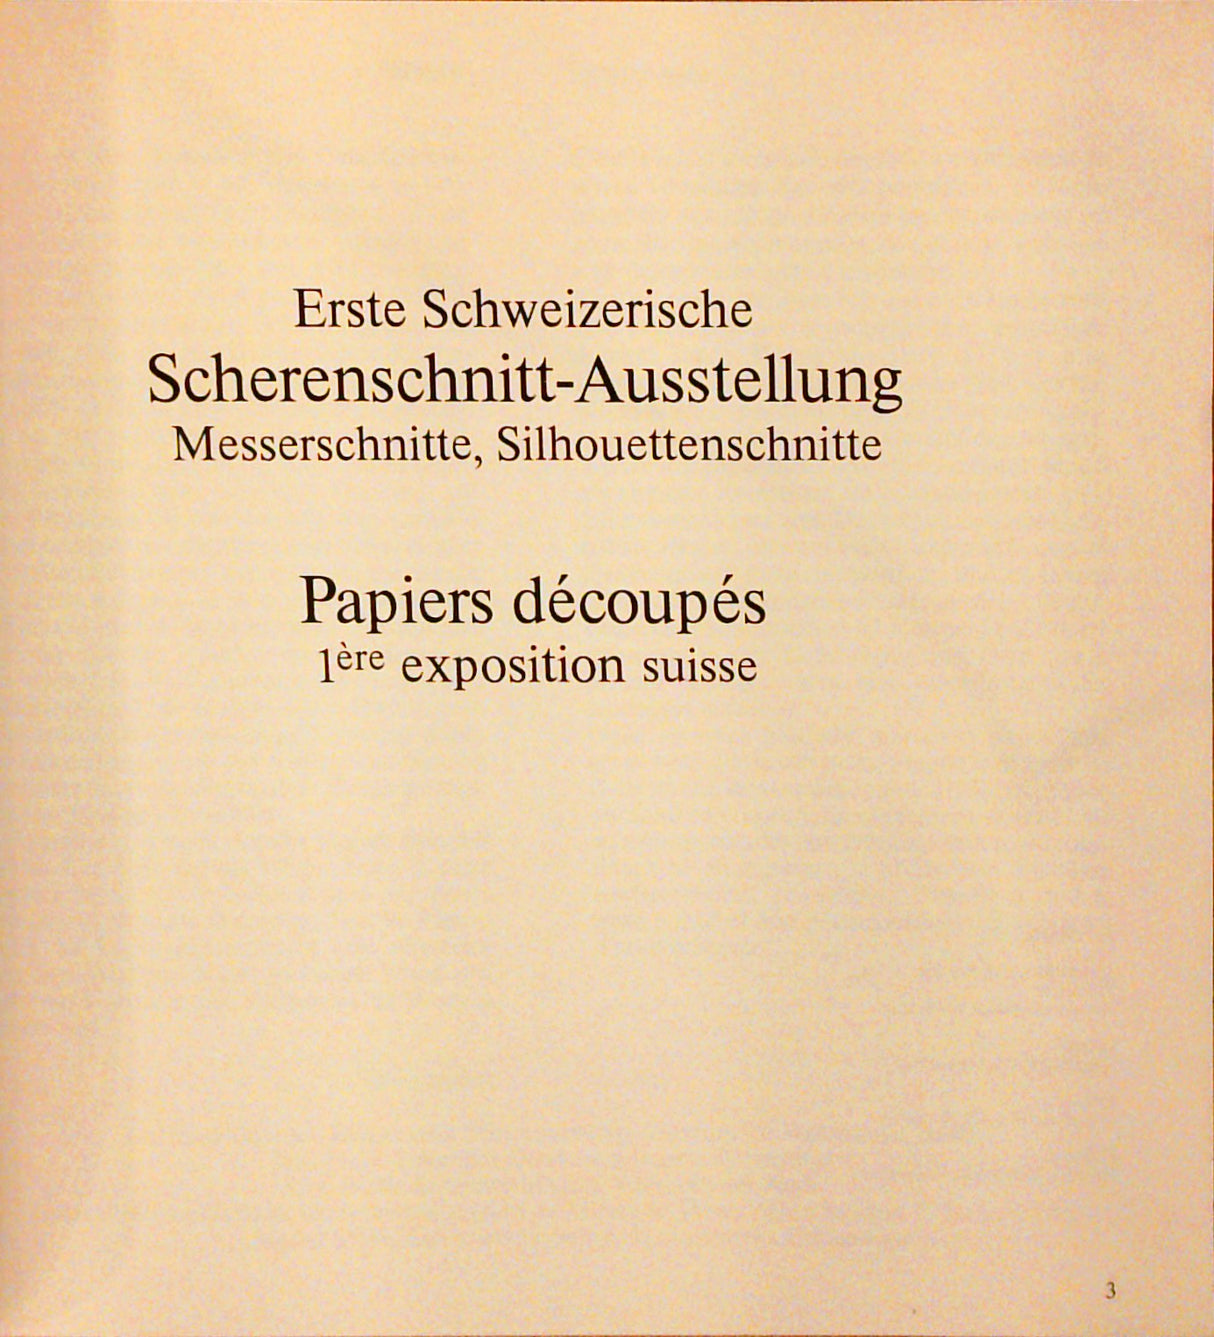 Erste Schweizerische
Scherenschnitt-Ausstellung
Messerschnitte, Silhouettenschnitte
Papiers découpés
1ère exposition suisse
3